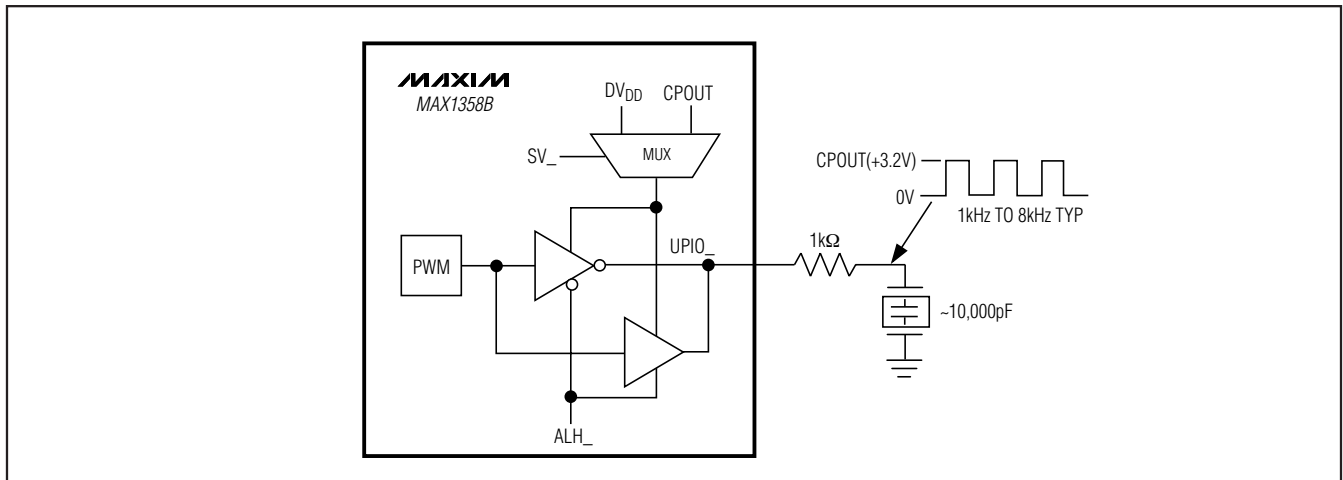 MAXIM
MAX1358B
DVDD
CPOUT
SV_
MUX
CPOUT(+3.2V)
0V
1kHz TO 8kHz TYP
PWM
UPIO_
1kΩ
~10,000pF
ALH_